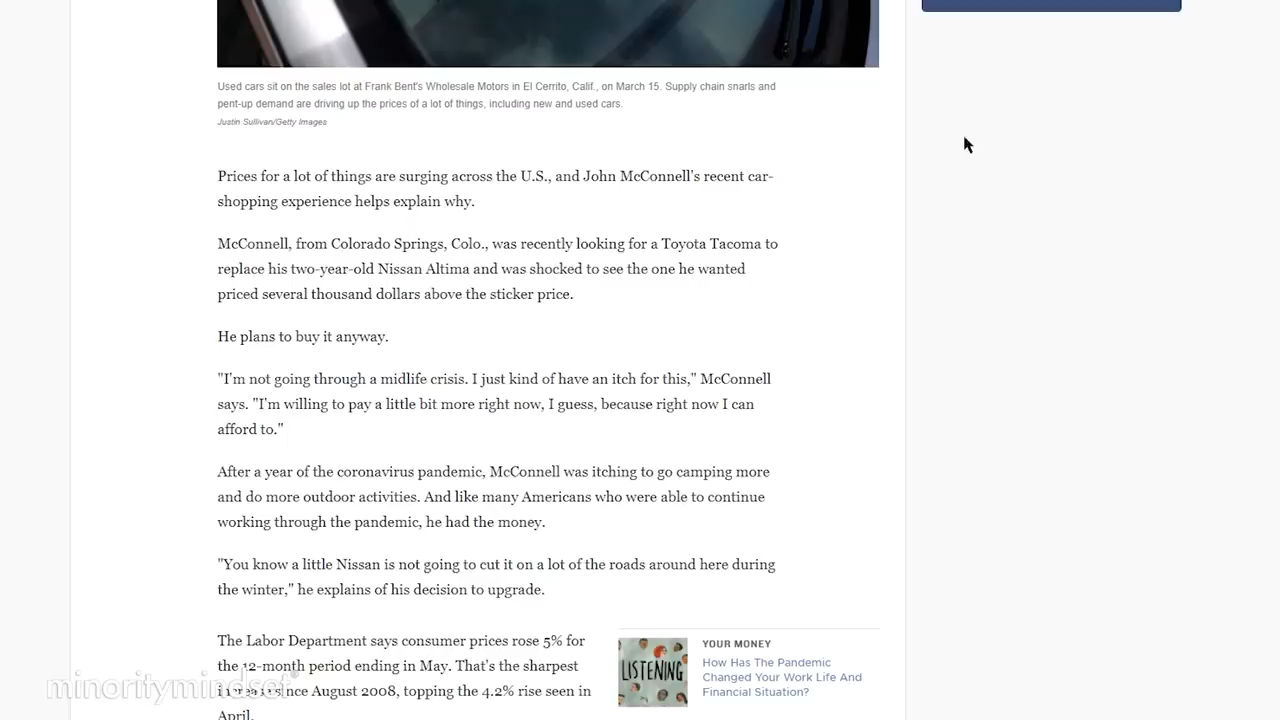 Used cars sit on the sales lot at Frank Bent's Wholesale Motors in El Cerrito, Calif., on March 15. Supply chain snarls and
pent-up demand are driving up the prices of a lot of things, including new and used cars.
Justin Sullivan/Getty Images
Prices for a lot of things are surging across the U.S., and John McConnell's recent car-
shopping experience helps explain why.
McConnell, from Colorado Springs, Colo., was recently looking for a Toyota Tacoma to
replace his two-year-old Nissan Altima and was shocked to see the one he wanted
priced several thousand dollars above the sticker price.
He plans to buy it anyway.
"I'm not going through a midlife crisis. I just kind of have an itch for this," McConnell
says. "I'm willing to pay a little bit more right now, I guess, because right now I can
afford to."
After a year of the coronavirus pandemic, McConnell was itching to go camping more
and do more outdoor activities. And like many Americans who were able to continue
working through the pandemic, he had the money.
"You know a little Nissan is not going to cut it on a lot of the roads around here during
the winter," he explains of his decision to upgrade.
The Labor Department says consumer prices rose 5% for
the 12-month period ending in May. That's the sharpest
increase since August 2008, topping the 4.2% rise seen in
April.
LISTENING
YOUR MONEY
How Has The Pandemic
Changed Your Work Life And
Financial Situation?
minoritymindset®